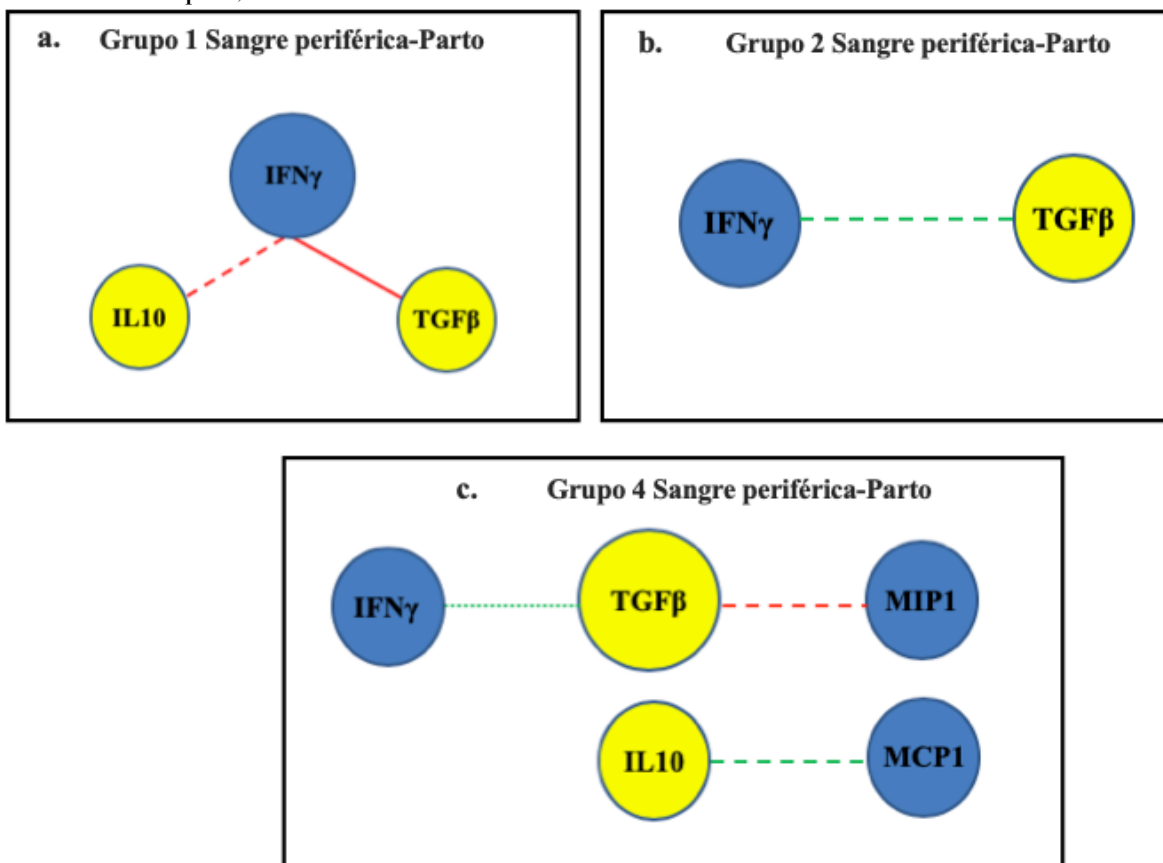 a. Grupo 1 Sangre periférica-Parto
IFNγ
IL10
TGFβ
b. Grupo 2 Sangre periférica-Parto
IFNγ
TGFβ
c. Grupo 4 Sangre periférica-Parto
IFNγ
TGFβ
MIP1
IL10
MCP1